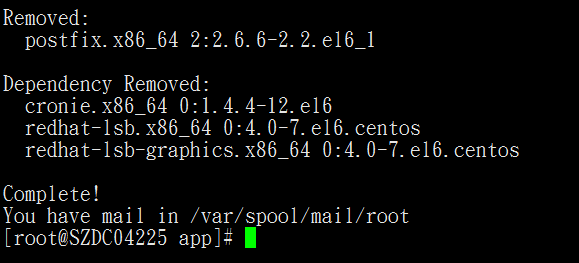 Removed:
postfix.x86_64 2:2.6.6-2.2.el6_1
Dependency Removed:
cronie.x86_64 0:1.4.4-12.el6
redhat-lsb.x86_64 0:4.0-7.el6.centos
redhat-lsb-graphics.x86_64 0:4.0-7.el6.centos
Complete!
You have mail in /var/spool/mail/root
[root@SZDC04225 app]#